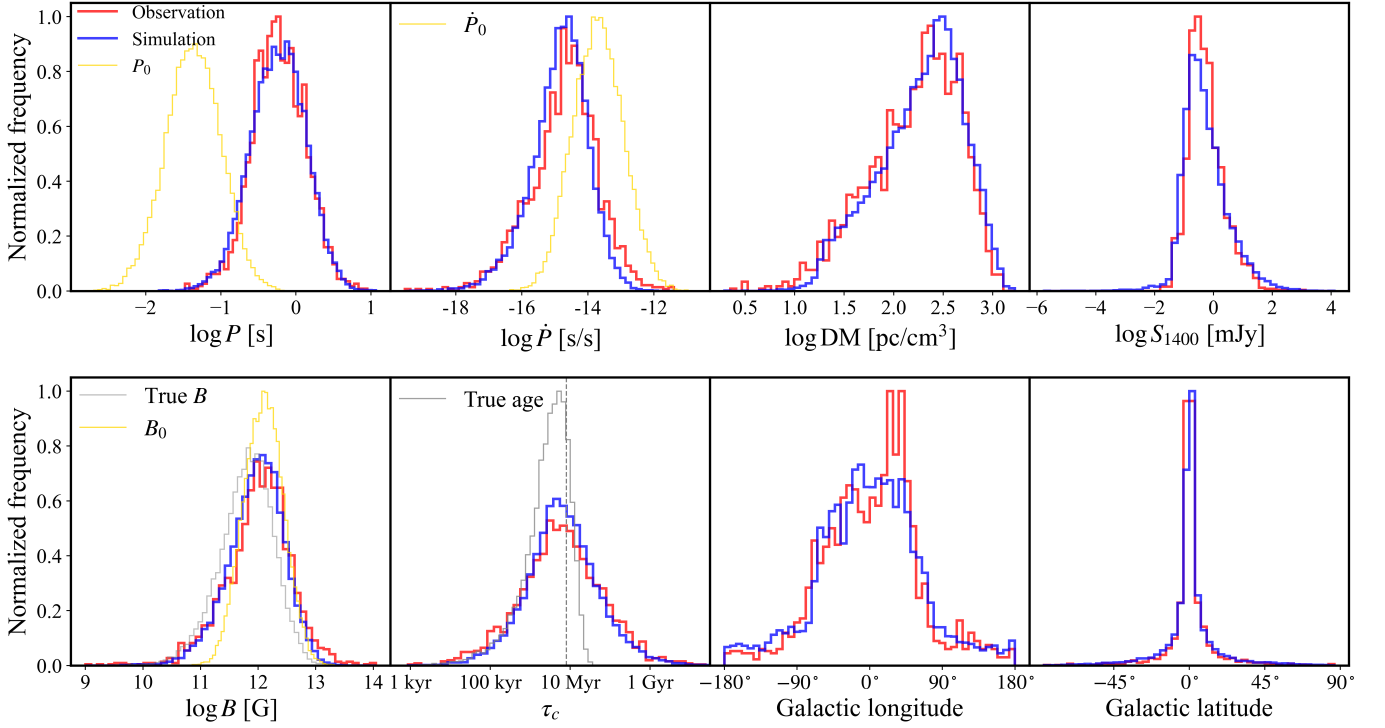 Normalized frequency
1.0
0.8
0.6
0.4
0.2
0.0
Observation
Simulation
P₀
Ṗ₀
−2 −1 0 1
-18 -16 -14 -12
0.5 1.0 1.5 2.0 2.5 3.0
−6 −4 −2 0 2 4
log P [s]
log Ṗ [s/s]
log DM [pc/cm³]
log S₁₄₀₀ [mJy]
Normalized frequency
1.0
0.8
0.6
0.4
0.2
0.0
True B
B₀
True age
9 10 11 12 13 14
1 kyr 100 kyr 10 Myr 1 Gyr
−180° −90° 0° 90° 180°
-45° 0° 45° 90°
log B [G]
τ_c
Galactic longitude
Galactic latitude